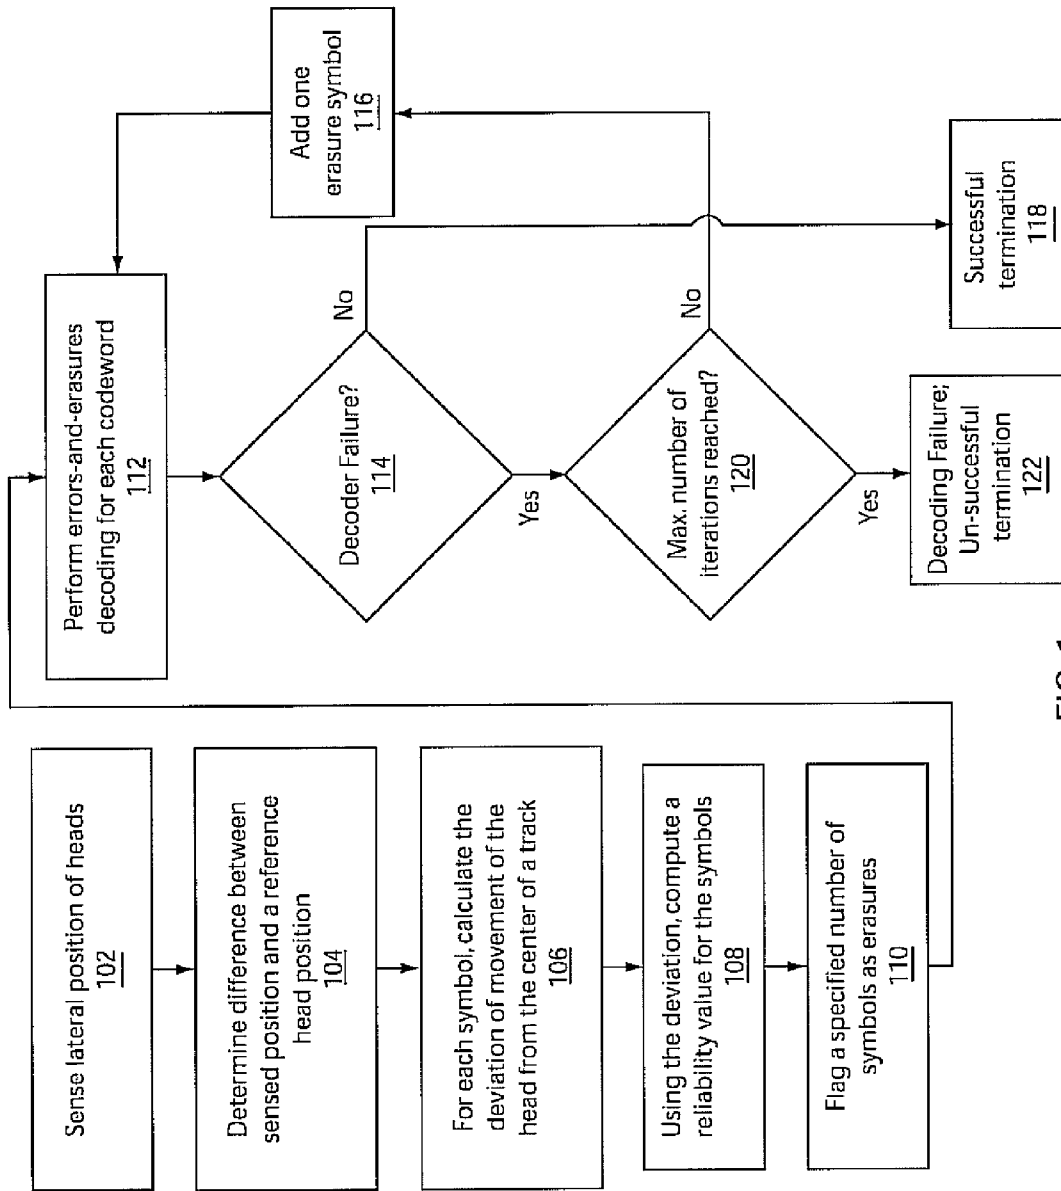 Sense lateral position of heads
102
Determine difference between
sensed position and a reference
head position
104
For each symbol, calculate the
deviation of movement of the
head from the center of a track
106
Using the deviation, compute a
reliability value for the symbols
108
Flag a specified number of
symbols as erasures
110
Perform errors-and-erasures
decoding for each codeword
112
Decoder Failure?
114
No
Yes
Add one
erasure symbol
116
Max. number of
iterations reached?
120
No
Yes
Successful
termination
118
Decoding Failure;
Un-successful
termination
122